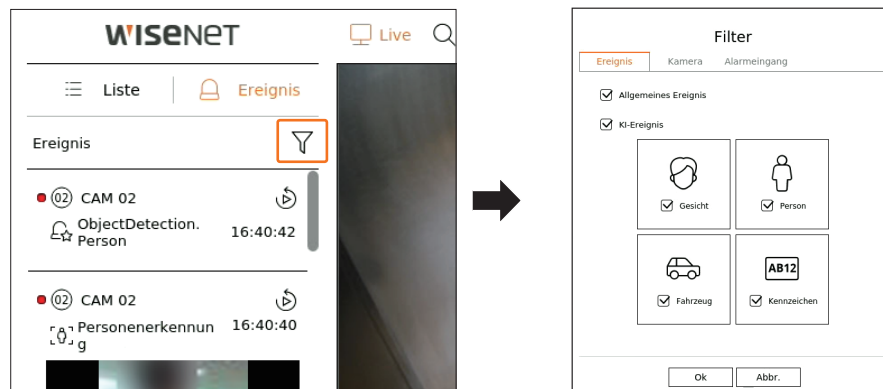 WISENET
Live
Liste
Ereignis
Ereignis
02 CAM 02
ObjectDetection.
Person
16:40:42
02 CAM 02
Personenerkennun
g
16:40:40
Filter
Ereignis Kamera Alarmeingang
Allgemeines Ereignis
KI-Ereignis
Gesicht
Person
AB12
Fahrzeug
Kennzeichen
Ok
Abbr.